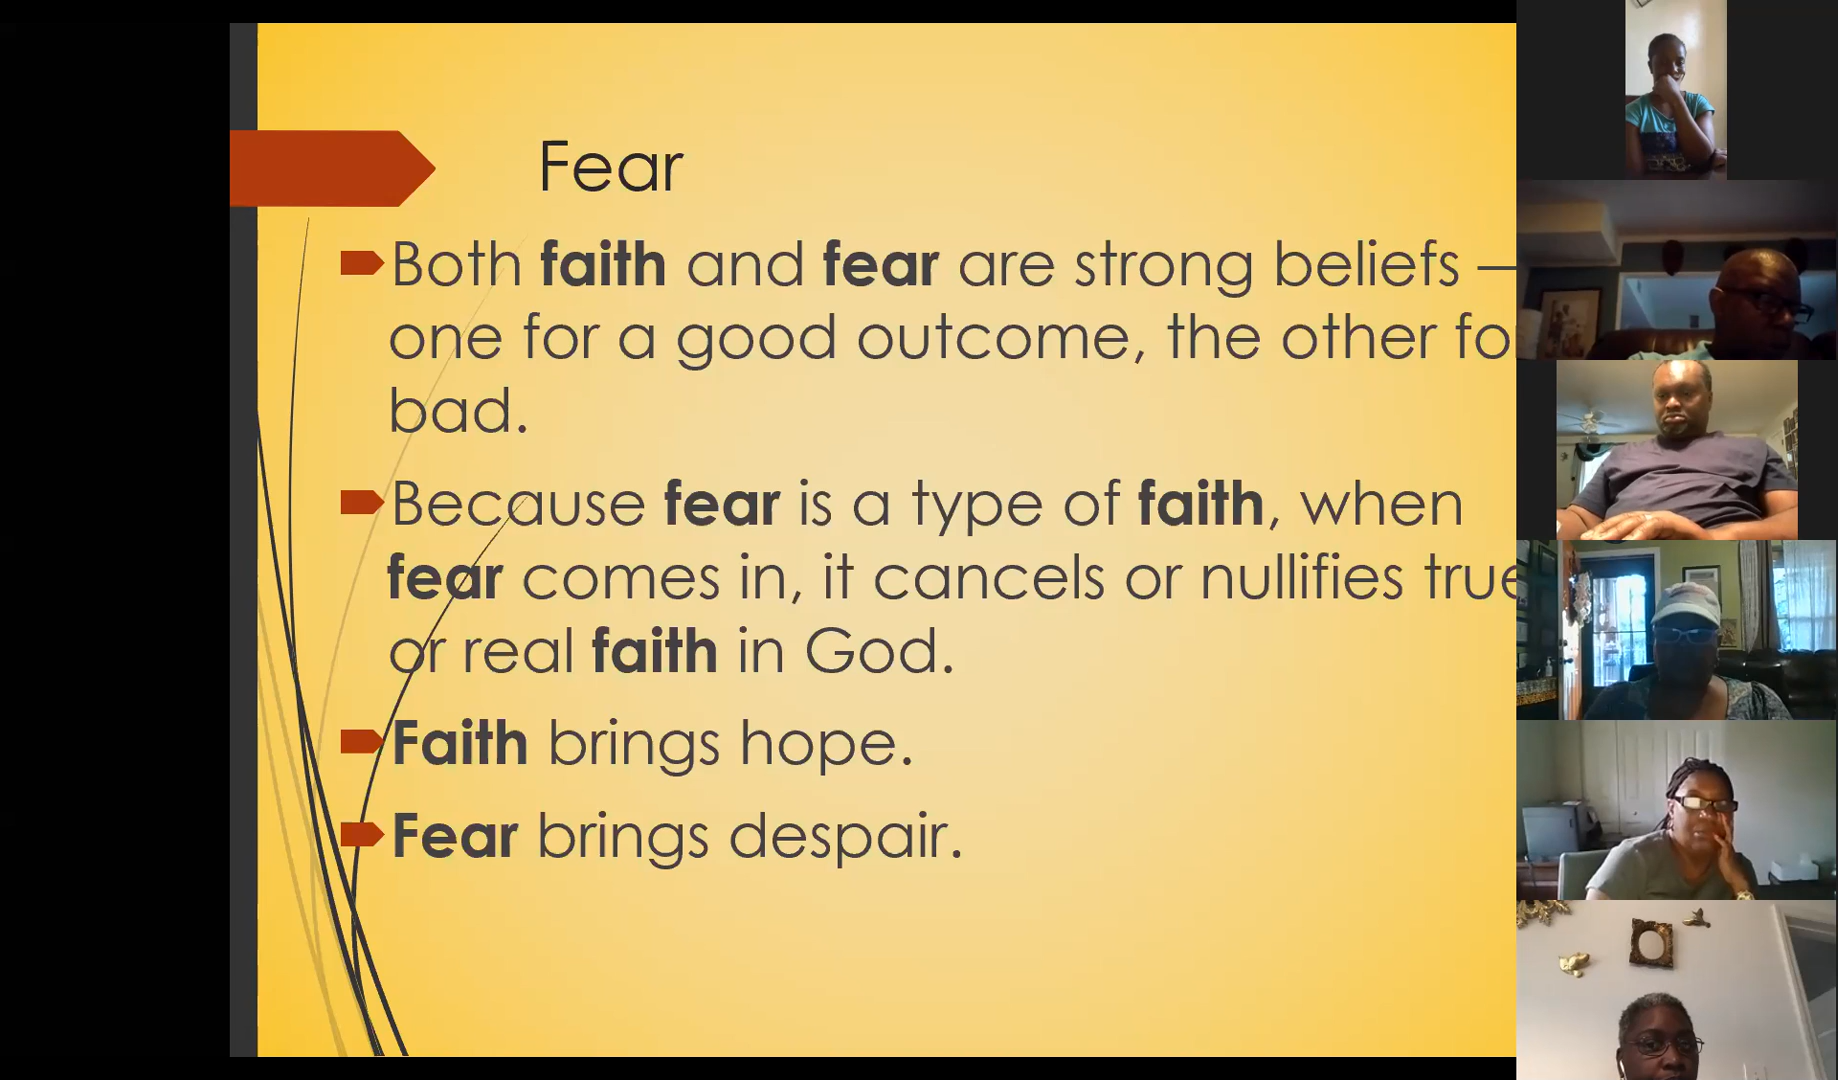 Fear
Both faith and fear are strong beliefs –
one for a good outcome, the other fo
bad.
Because fear is a type of faith, when
fear comes in, it cancels or nullifies true
or real faith in God.
Faith brings hope.
Fear brings despair.